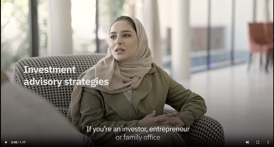 Investment
advisory strategies
If you're an investor, entrepreneur
or family office